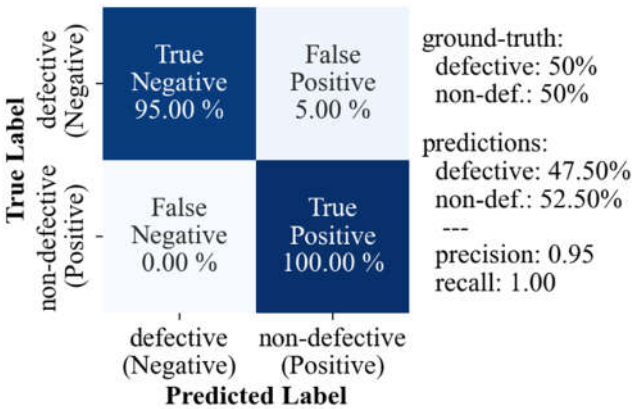 True Label
defective
(Negative)
non-defective
(Positive)
True
Negative
95.00 %
False
Positive
5.00 %
False
Negative
0.00 %
True
Positive
100.00 %
defective
(Negative)
non-defective
(Positive)
Predicted Label
ground-truth:
defective: 50%
non-def.: 50%
predictions:
defective: 47.50%
non-def.: 52.50%
---
precision: 0.95
recall: 1.00